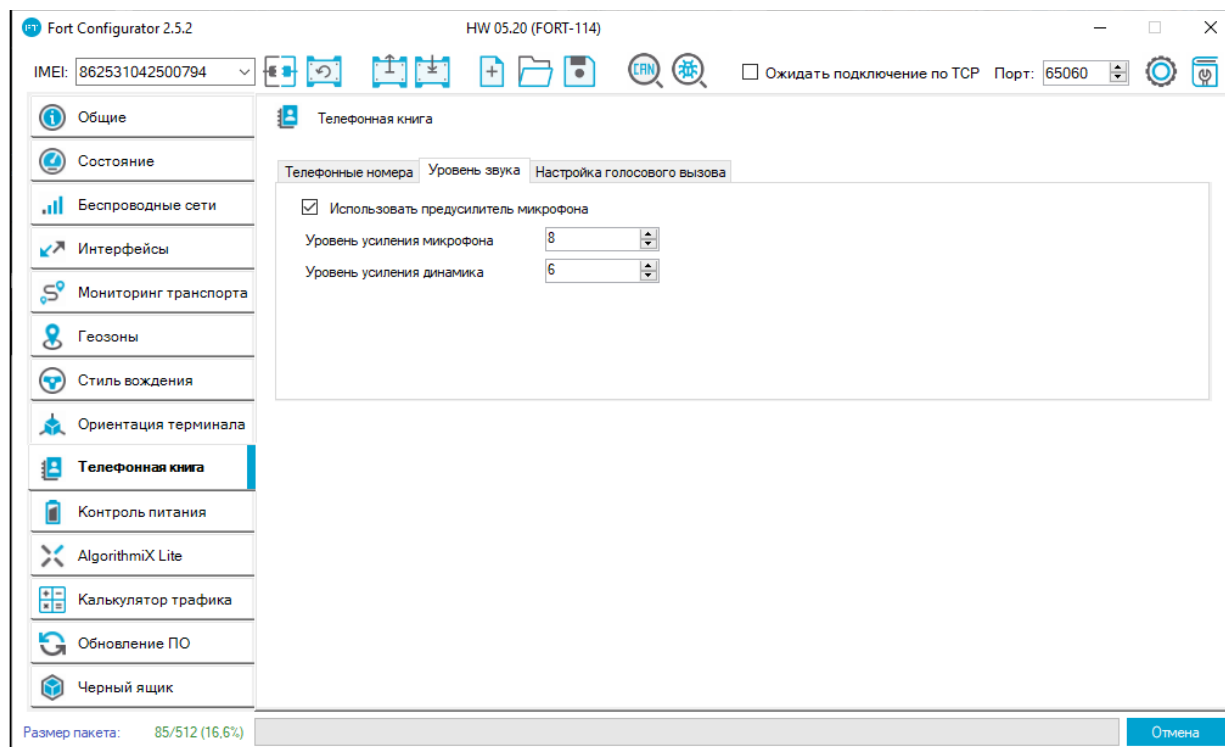 Fort Configurator 2.5.2
HW 05.20 (FORT-114)
IMEI: 862531042500794
CAN
Ожидать подключение по TCP
Порт: 65060
Общие
Состояние
Беспроводные сети
Интерфейсы
Мониторинг транспорта
Геозоны
Стиль вождения
Ориентация терминала
Телефонная книга
Контроль питания
AlgorithmiX Lite
Калькулятор трафика
Обновление ПО
Черный ящик
Телефонная книга
Телефонные номера
Уровень звука
Настройка голосового вызова
Использовать предусилитель микрофона
Уровень усиления микрофона 8
Уровень усиления динамика 6
Размер пакета: 85/512 (16,6%)
Отмена